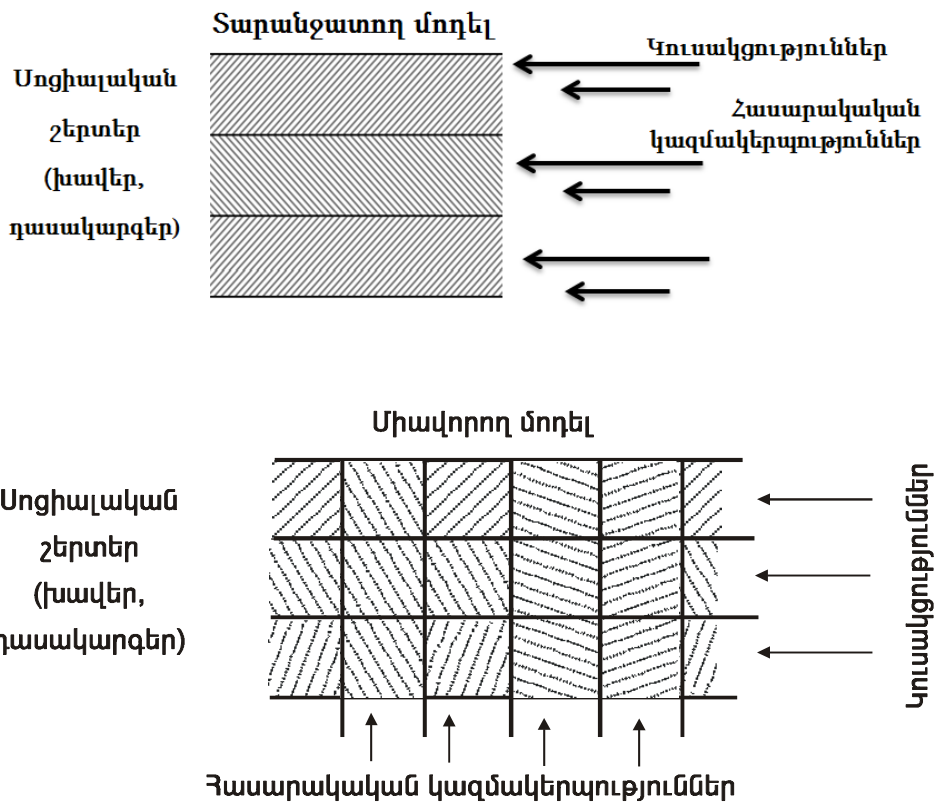 Տարանջատող մոդել
Սոցիալական
շերտեր
(խավեր,
դասակարգեր)
Կուսակցություններ
Հասարակական
կազմակերպություններ
Միավորող մոդել
Սոցիալական
շերտեր
(խավեր,
դասակարգեր)
Կուսակցություններ
Հասարակական կազմակերպություններ